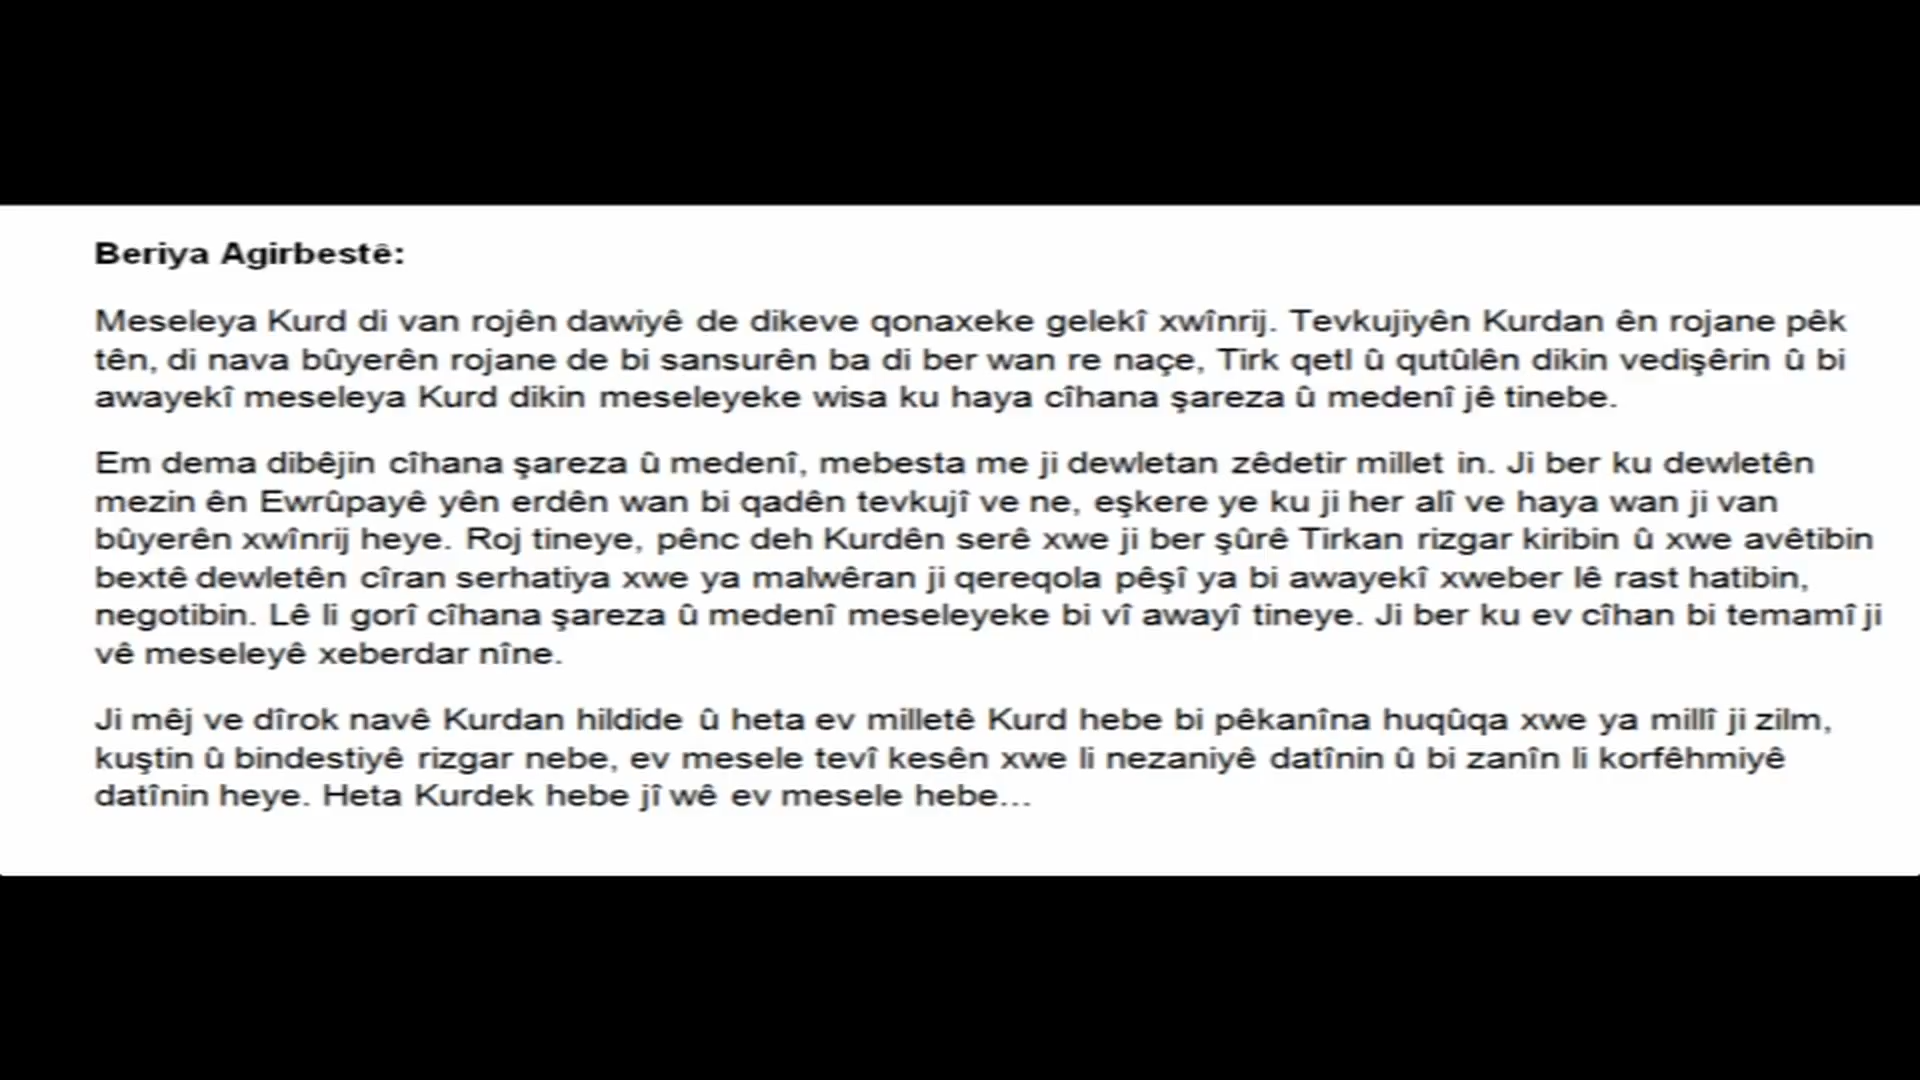 Beriya Agirbestê:
Meseleya Kurd di van rojên dawiyê de dikeve qonaxeke gelekî xwînrij. Tevkujiyên Kurdan ên rojane pêk
tên, di nava bûyerên rojane de bi sansurên ba di ber wan re naçe, Tirk qetl û qutûlên dikin vedişêrin û bi
awayekî meseleya Kurd dikin meseleyeke wisa ku haya cîhana şareza û medenî jê tinebe.
Em dema dibêjin cîhana şareza û medenî, mebesta me ji dewletan zêdetir millet in. Ji ber ku dewletên
mezin ên Ewrûpayê yên erdên wan bi qadên tevkujî ve ne, eşkere ye ku ji her alî ve haya wan ji van
bûyerên xwînrij heye. Roj tineye, pênc deh Kurdên serê xwe ji ber şûrê Tirkan rizgar kiribin û xwe avêtibin
bextê dewletên cîran serhatiya xwe ya malwêran ji qereqola pêşî ya bi awayekî xweber lê rast hatibin,
negotibin. Lê li gorî cîhana şareza û medenî meseleyeke bi vî awayî tineye. Ji ber ku ev cîhan bi temamî ji
vê meseleyê xeberdar nîne.
Ji mêj ve dîrok navê Kurdan hildide û heta ev milletê Kurd hebe bi pêkanîna huqûqa xwe ya millî ji zilm,
kuştin û bindestiyê rizgar nebe, ev mesele tevî kesên xwe li nezaniyê datînin û bi zanîn li korfêhmiyê
datînin heye. Heta Kurdek hebe jî wê ev mesele hebe...